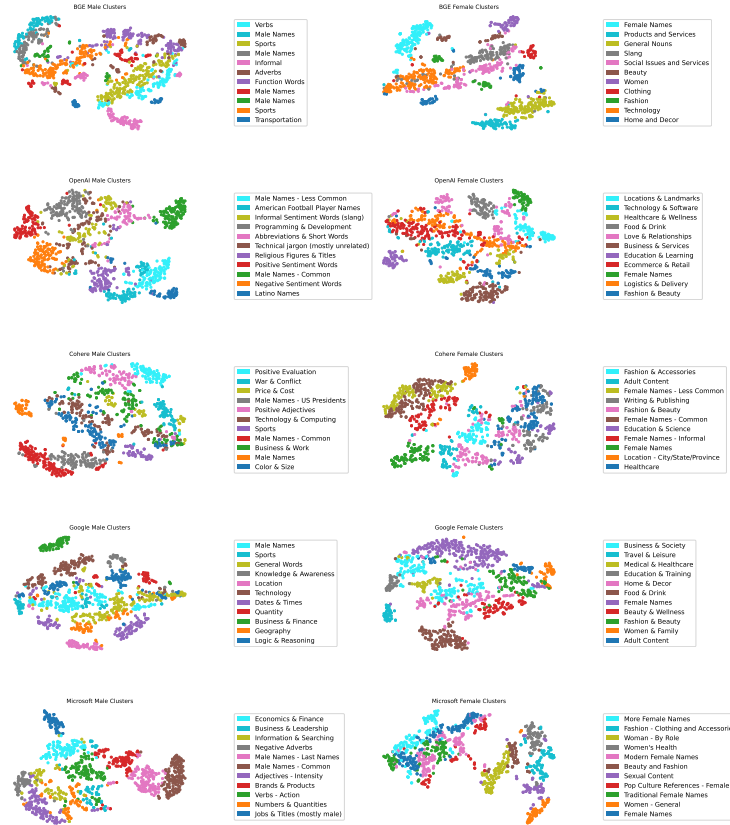 BGE Male Clusters
Verbs
Male Names
Sports
Male Names
Informal
Adverbs
Function Words
Male Names
Male Names
Sports
Transportation
BGE Female Clusters
Female Names
Products and Services
General Nouns
Slang
Social Issues and Services
Beauty
Women
Clothing
Fashion
Technology
Home and Decor
OpenAI Male Clusters
Male Names - Less Common
American Football Player Names
Informal Sentiment Words (slang)
Programming & Development
Abbreviations & Short Words
Technical jargon (mostly unrelated)
Religious Figures & Titles
Positive Sentiment Words
Male Names - Common
Negative Sentiment Words
Latino Names
OpenAI Female Clusters
Locations & Landmarks
Technology & Software
Healthcare & Wellness
Food & Drink
Love & Relationships
Business & Services
Education & Learning
Ecommerce & Retail
Female Names
Logistics & Delivery
Fashion & Beauty
Cohere Male Clusters
Positive Evaluation
War & Conflict
Price & Cost
Male Names - US Presidents
Positive Adjectives
Technology & Computing
Sports
Male Names - Common
Business & Work
Male Names
Color & Size
Cohere Female Clusters
Fashion & Accessories
Adult Content
Female Names - Less Common
Writing & Publishing
Fashion & Beauty
Female Names - Common
Education & Science
Female Names - Informal
Female Names
Location - City/State/Province
Healthcare
Google Male Clusters
Male Names
Sports
General Words
Knowledge & Awareness
Location
Technology
Dates & Times
Quantity
Business & Finance
Geography
Logic & Reasoning
Google Female Clusters
Business & Society
Travel & Leisure
Medical & Healthcare
Education & Training
Home & Decor
Food & Drink
Female Names
Beauty & Wellness
Fashion & Beauty
Women & Family
Adult Content
Microsoft Male Clusters
Economics & Finance
Business & Leadership
Information & Searching
Negative Adverbs
Male Names - Last Names
Male Names - Common
Adjectives - Intensity
Brands & Products
Verbs - Action
Numbers & Quantities
Jobs & Titles (mostly male)
Microsoft Female Clusters
More Female Names
Fashion - Clothing and Accessorie
Woman - By Role
Women's Health
Modern Female Names
Beauty and Fashion
Sexual Content
Pop Culture References - Female
Traditional Female Names
Women - General
Female Names